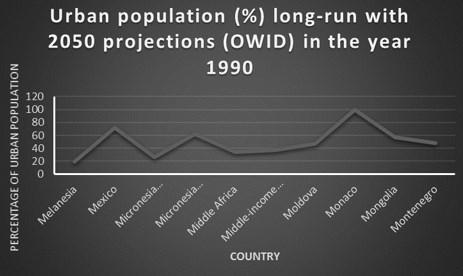 Urban population (%) long-run with
2050 projections (OWID) in the year
1990
PERCENTAGE OF URBAN POPULATION
120
100
80
60
40
20
0
Melanesia
Mexico
Micronesia...
Micronesia...
Middle Africa
Middle-income...
Moldova
Monaco
Mongolia
Montenegro
COUNTRY